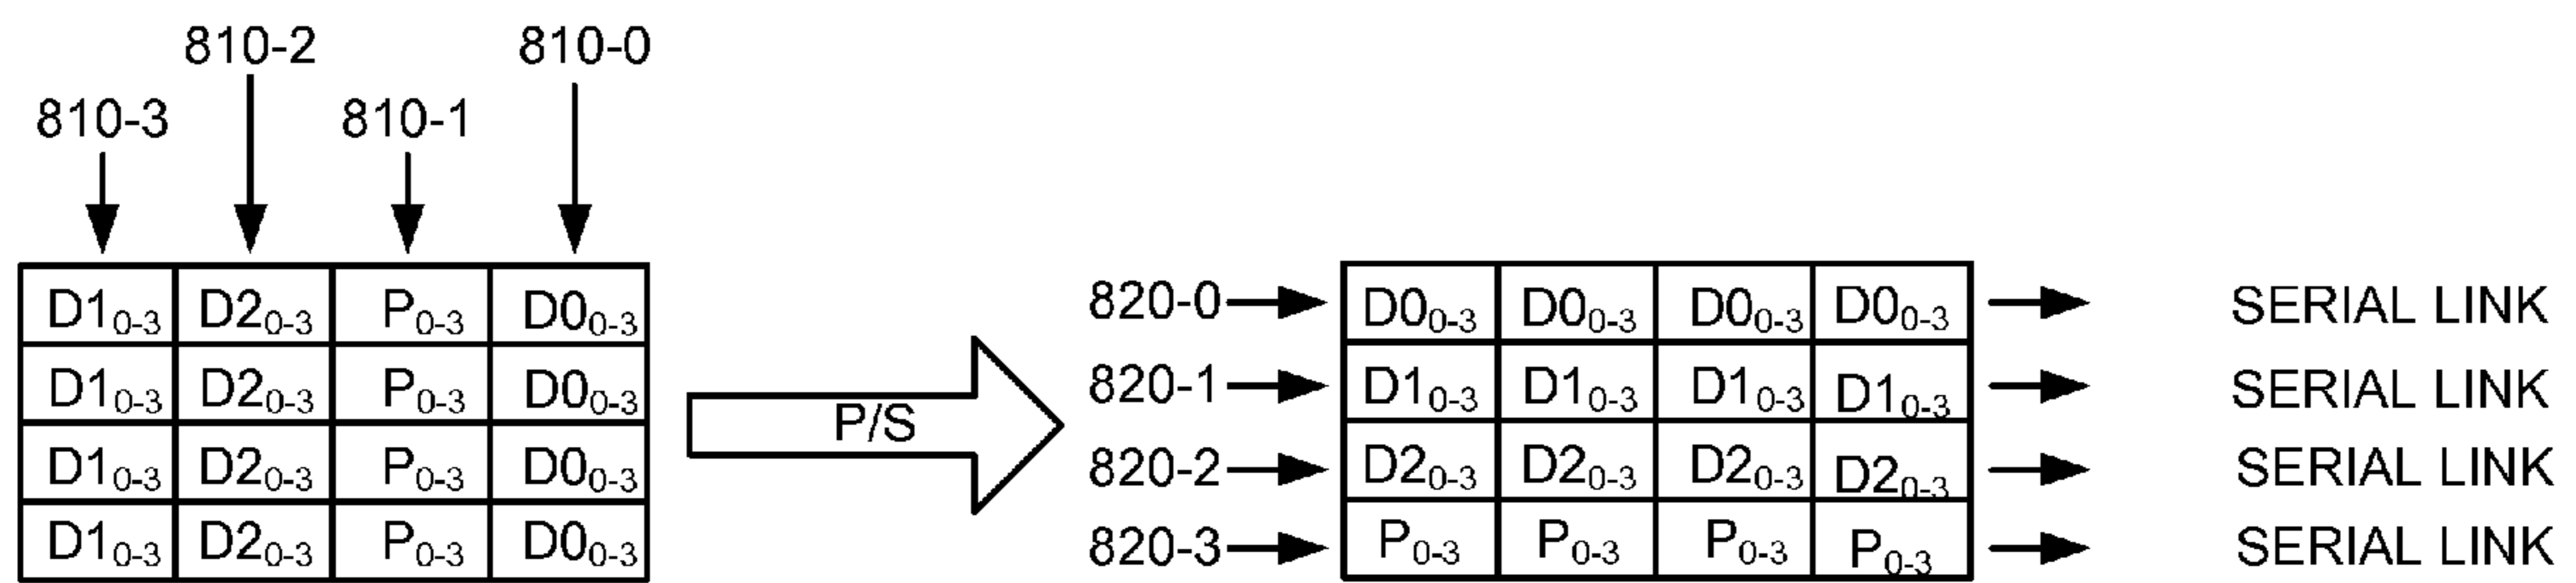 810-2 810-0
810-3 810-1
D1₀₋₃ D2₀₋₃ P₀₋₃ D0₀₋₃
D1₀₋₃ D2₀₋₃ P₀₋₃ D0₀₋₃
D1₀₋₃ D2₀₋₃ P₀₋₃ D0₀₋₃
D1₀₋₃ D2₀₋₃ P₀₋₃ D0₀₋₃
P/S
820-0 D0₀₋₃ D0₀₋₃ D0₀₋₃ D0₀₋₃ SERIAL LINK
820-1 D1₀₋₃ D1₀₋₃ D1₀₋₃ D1₀₋₃ SERIAL LINK
820-2 D2₀₋₃ D2₀₋₃ D2₀₋₃ D2₀₋₃ SERIAL LINK
820-3 P₀₋₃ P₀₋₃ P₀₋₃ P₀₋₃ SERIAL LINK